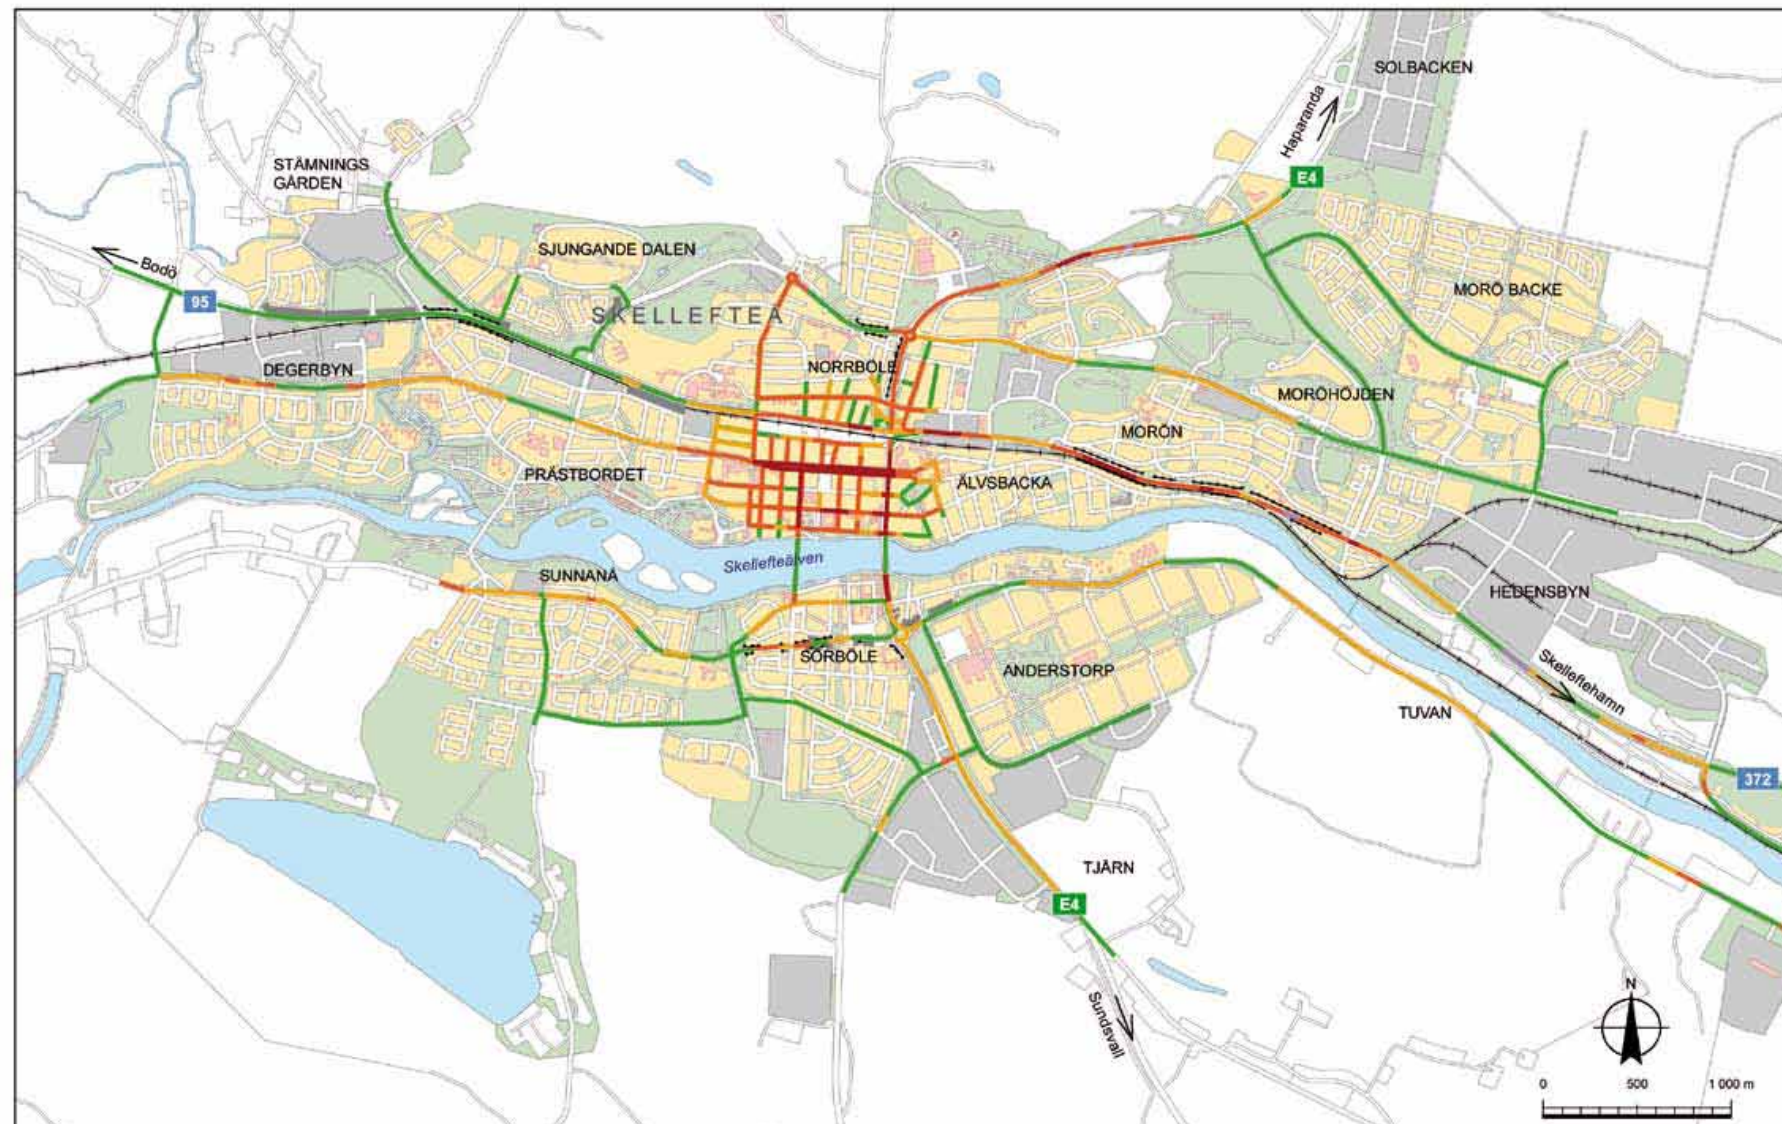 SOLBACKEN
Haparanda
E4
STÄMNINGS
GÅRDEN
SJUNGANDE DALEN
Bodö
95
MORÖ BACKE
SKELLEFTEÅ
DEGERBYN
NORRBÖLE
MORÖHÖJDEN
MORÖN
PRÄSTBORDET
ÄLVSBACKA
Skellefteälven
SUNNANÅ
HEDENSBYN
SÖRBÖLE
ANDERSTORP
Skelleftehamn
TUVAN
372
TJÄRN
E4
Sundsvall
N
0 500 1 000 m